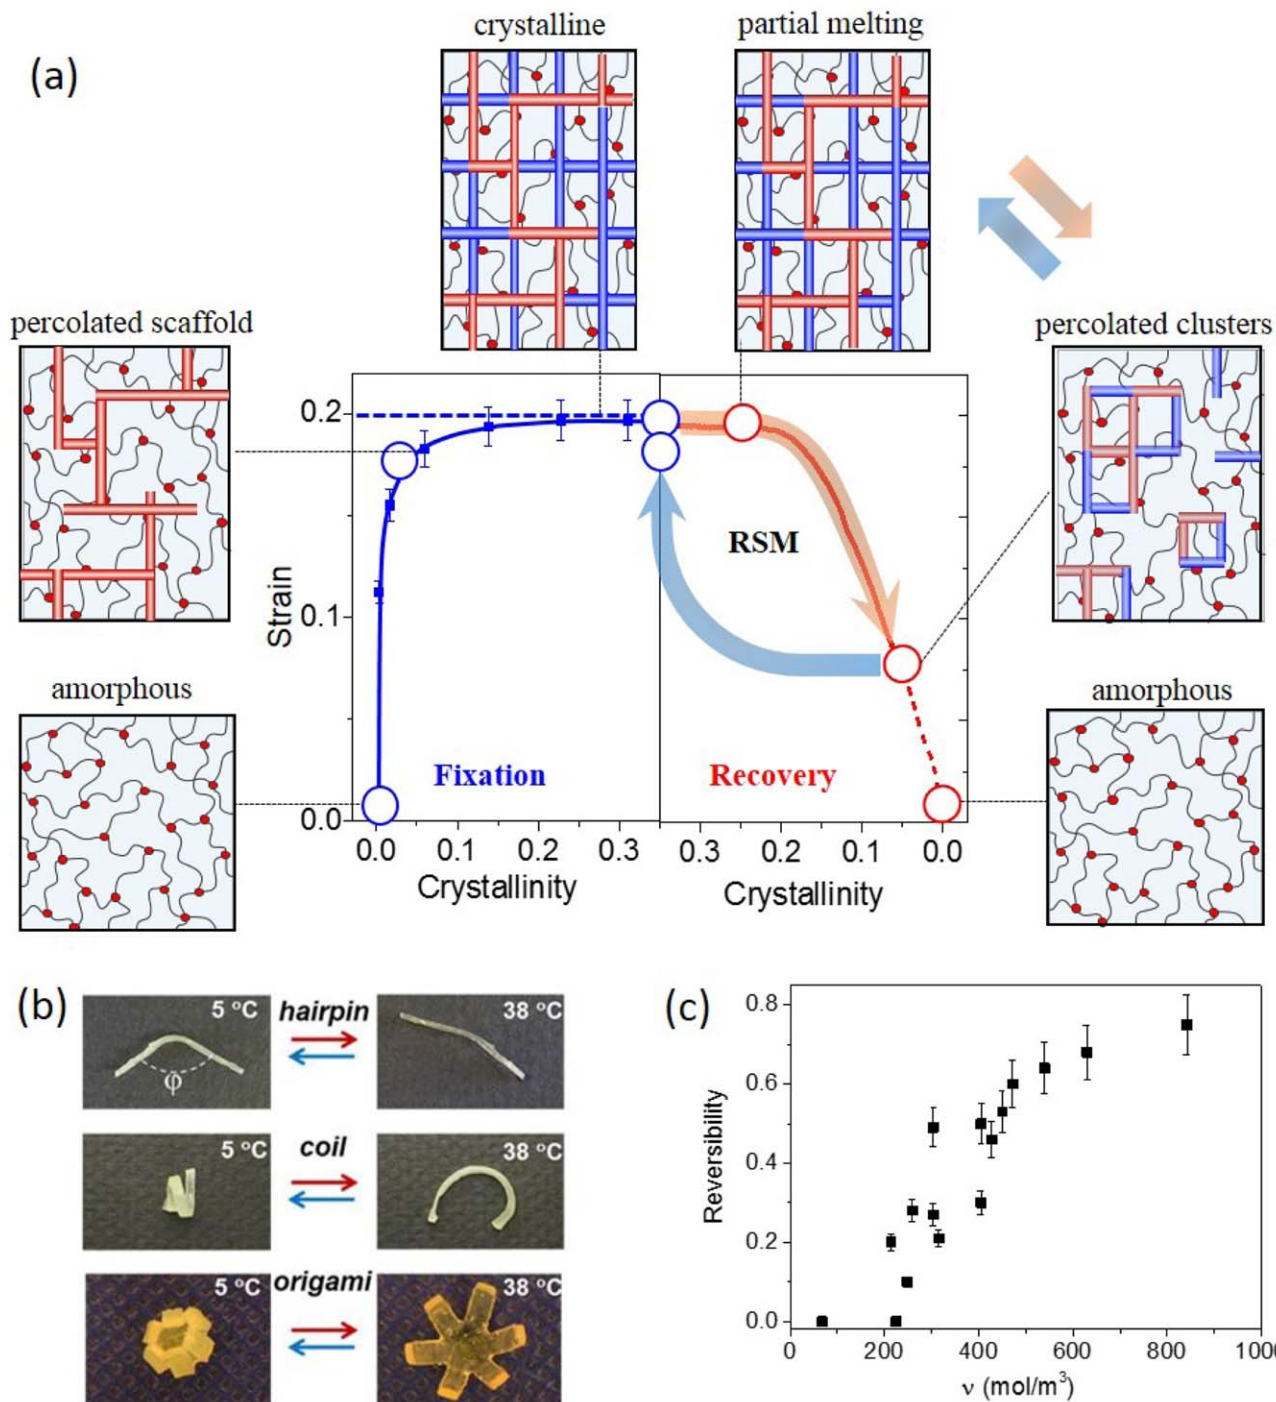 (a)
crystalline
partial melting
percolated scaffold
percolated clusters
amorphous
amorphous
Strain
0.2
0.1
0.0
RSM
Fixation
Recovery
0.0 0.1 0.2 0.3
0.3 0.2 0.1 0.0
Crystallinity
Crystallinity
(b)
5 °C
hairpin
38 °C
φ
5 °C
coil
38 °C
5 °C
origami
38 °C
(c)
Reversibility
0.8
0.6
0.4
0.2
0.0
0 200 400 600 800 1000
ν (mol/m³)